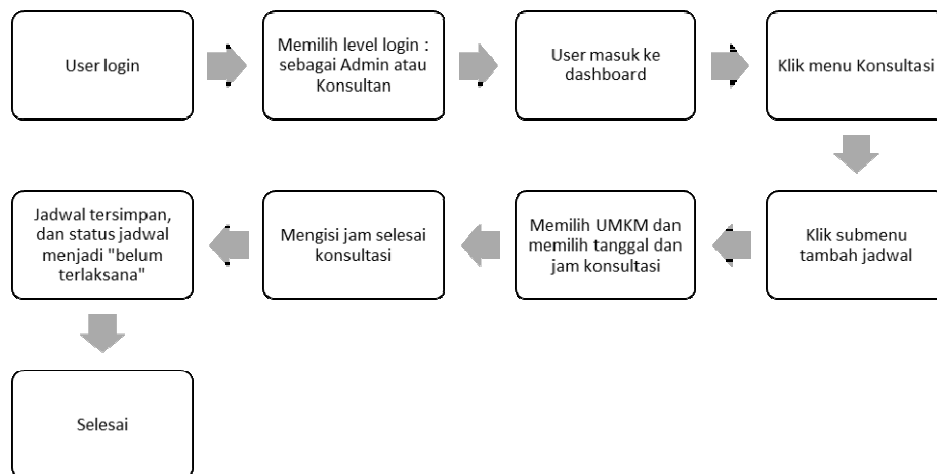 User login
Memilih level login :
sebagai Admin atau
Konsultan
User masuk ke
dashboard
Klik menu Konsultasi
Klik submenu
tambah jadwal
Memilih UMKM dan
memilih tanggal dan
jam konsultasi
Mengisi jam selesai
konsultasi
Jadwal tersimpan,
dan status jadwal
menjadi "belum
terlaksana"
Selesai